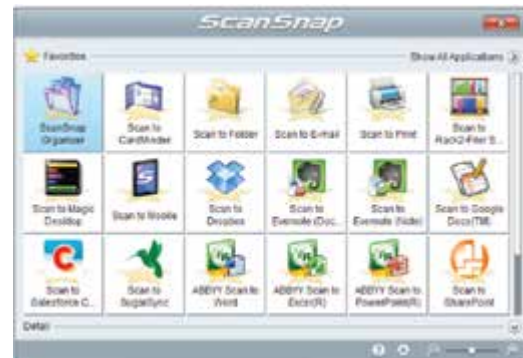 ScanSnap
Favorites
Show All Applications
ScanSnap Organizer
Scan to CardMinder
Scan to Folder
Scan to E-mail
Scan to Print
Scan to Rack2-Filer S...
Scan to Magic Desktop
Scan to Mobile
Scan to Dropbox
Scan to Evernote (Doc...
Scan to Evernote (Note)
Scan to Google Docs(TM)
Scan to Salesforce C...
Scan to SugarSync
ABBYY Scan to Word
ABBYY Scan to Excel(R)
ABBYY Scan to PowerPoint(R)
Scan to SharePoint
Detail